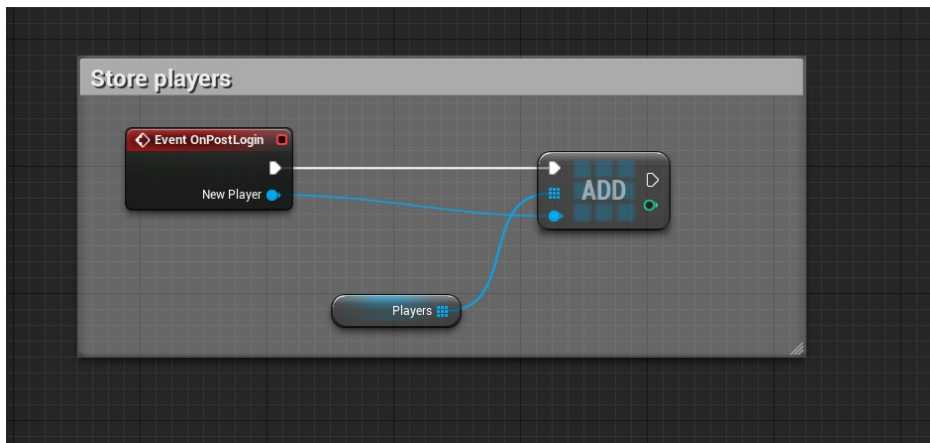 Store players
Event OnPostLogin
New Player
ADD
Players